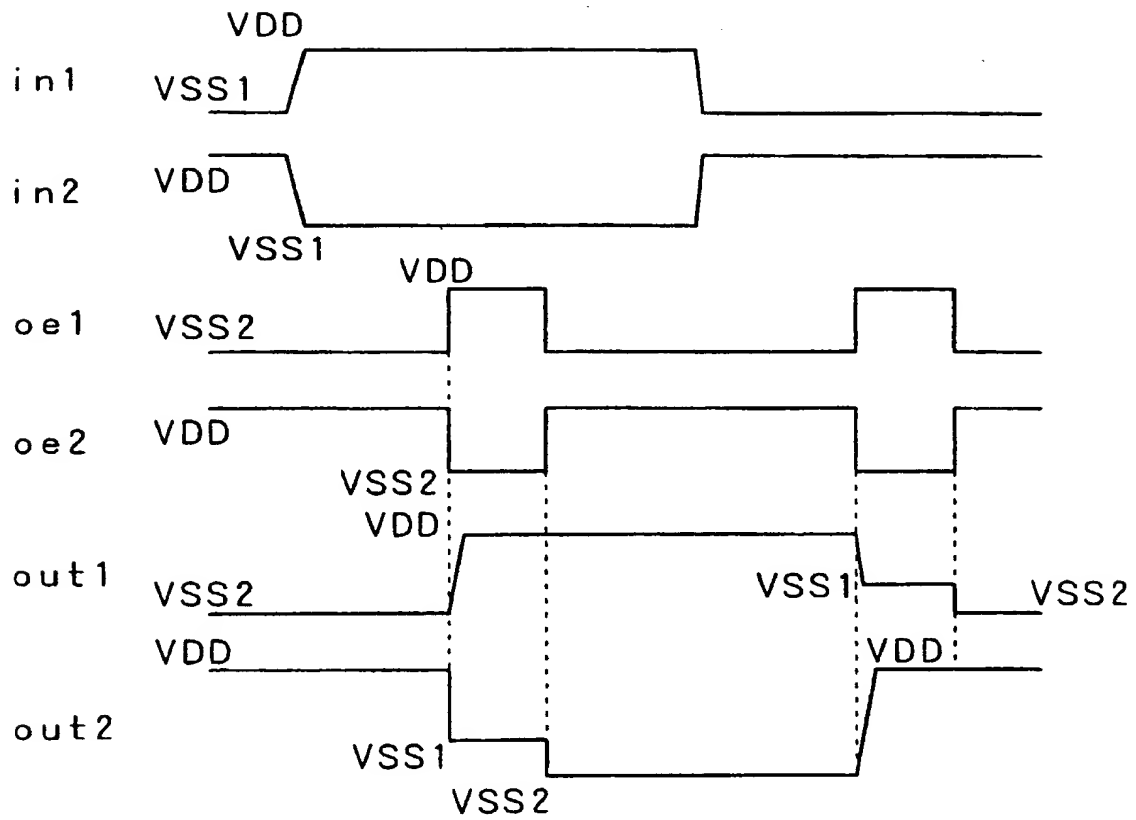 VDD
in1 VSS1
in2 VDD
VSS1
VDD
oe1 VSS2
oe2 VDD
VSS2
VDD
out1 VSS2 VSS1 VSS2
VDD VDD
out2 VSS1
VSS2